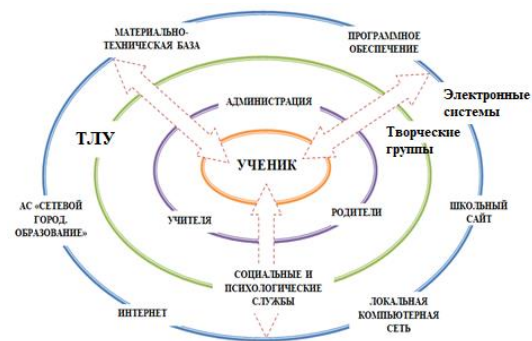 МАТЕРИАЛЬНО-
ТЕХНИЧЕСКАЯ БАЗА
ПРОГРАММНОЕ
ОБЕСПЕЧЕНИЕ
Электронные
системы
АДМИНИСТРАЦИЯ
Творческие
группы
ТЛУ
УЧЕНИК
АС «СЕТЕВОЙ
ГОРОД.
ОБРАЗОВАНИЕ»
УЧИТЕЛЯ
РОДИТЕЛИ
ШКОЛЬНЫЙ
САЙТ
СОЦИАЛЬНЫЕ И
ПСИХОЛОГИЧЕСКИЕ
СЛУЖБЫ
ИНТЕРНЕТ
ЛОКАЛЬНАЯ
КОМПЬЮТЕРНАЯ
СЕТЬ